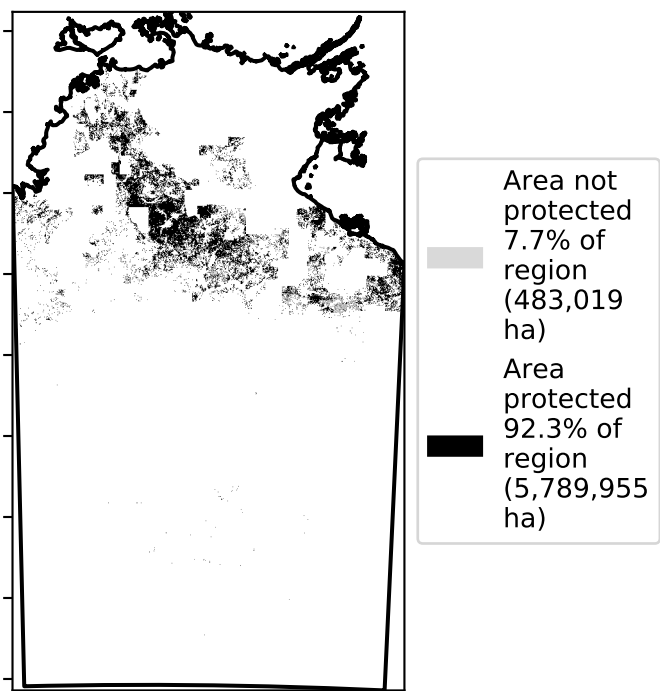 Area not
protected
7.7% of
region
(483,019
ha)
Area
protected
92.3% of
region
(5,789,955
ha)